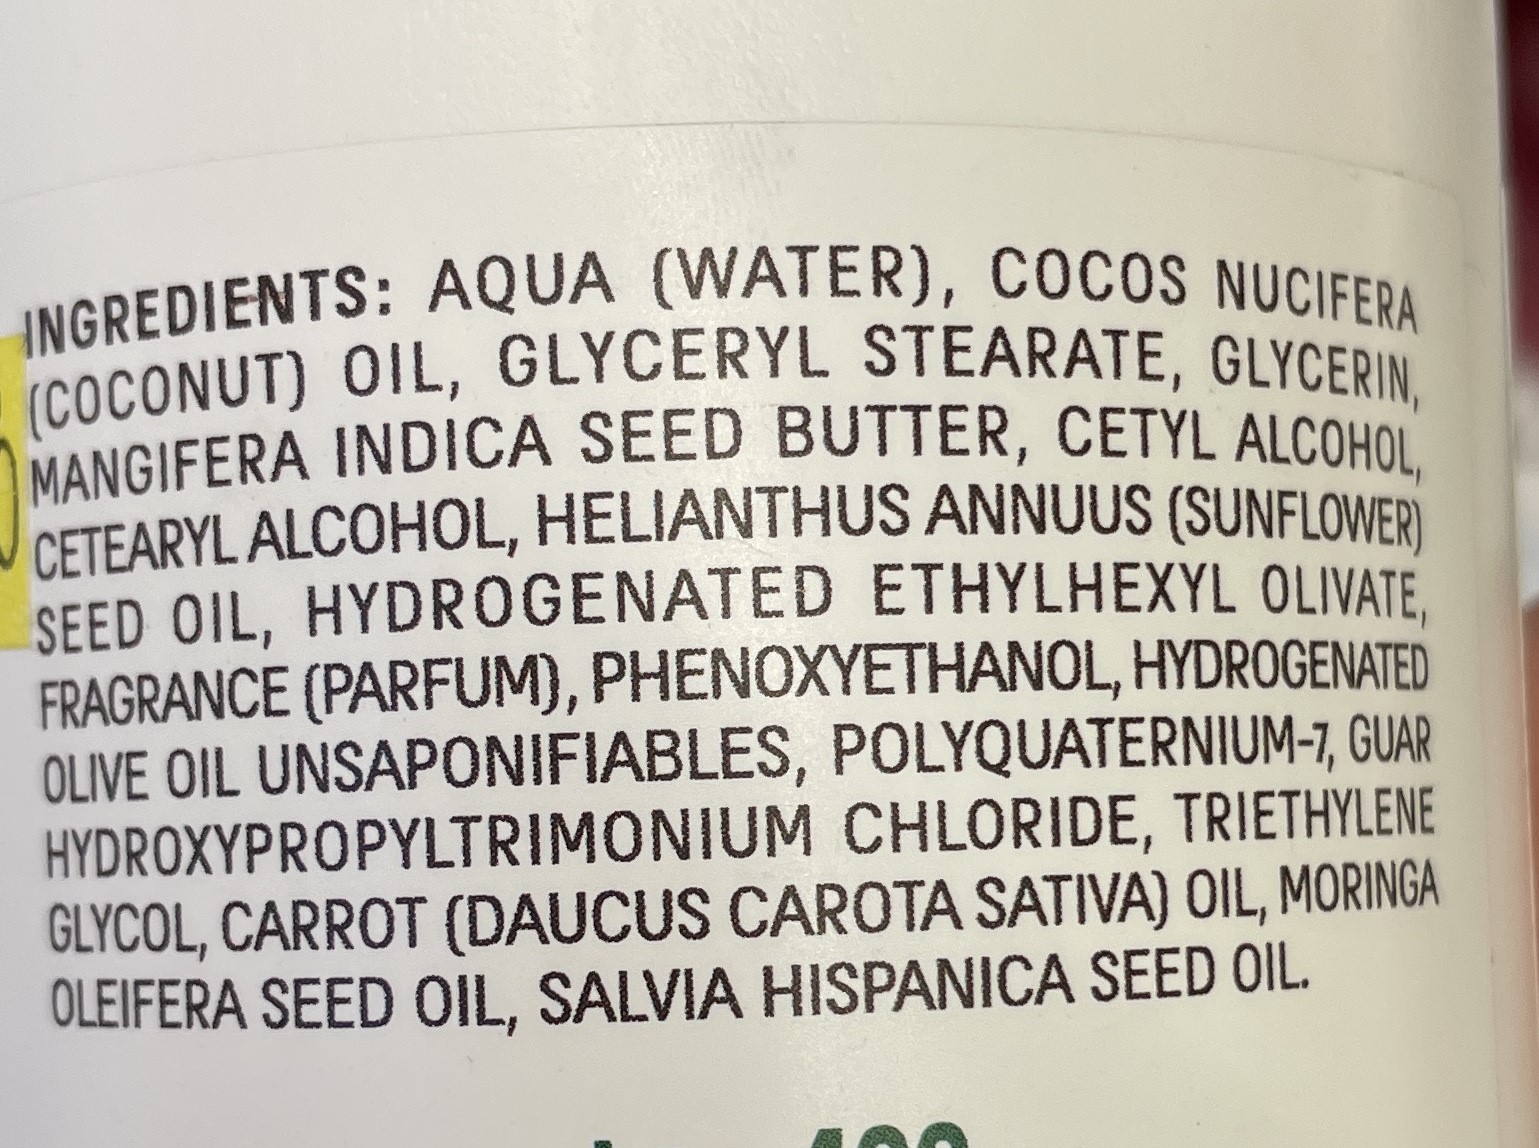 INGREDIENTS: AQUA (WATER), COCOS NUCIFERA
(COCONUT) OIL, GLYCERYL STEARATE, GLYCERIN,
MANGIFERA INDICA SEED BUTTER, CETYL ALCOHOL,
CETEARYL ALCOHOL, HELIANTHUS ANNUUS (SUNFLOWER)
SEED OIL, HYDROGENATED ETHYLHEXYL OLIVATE,
FRAGRANCE (PARFUM), PHENOXYETHANOL, HYDROGENATED
OLIVE OIL UNSAPONIFIABLES, POLYQUATERNIUM-7, GUAR
HYDROXYPROPYLTRIMONIUM CHLORIDE, TRIETHYLENE
GLYCOL, CARROT (DAUCUS CAROTA SATIVA) OIL, MORINGA
OLEIFERA SEED OIL, SALVIA HISPANICA SEED OIL.